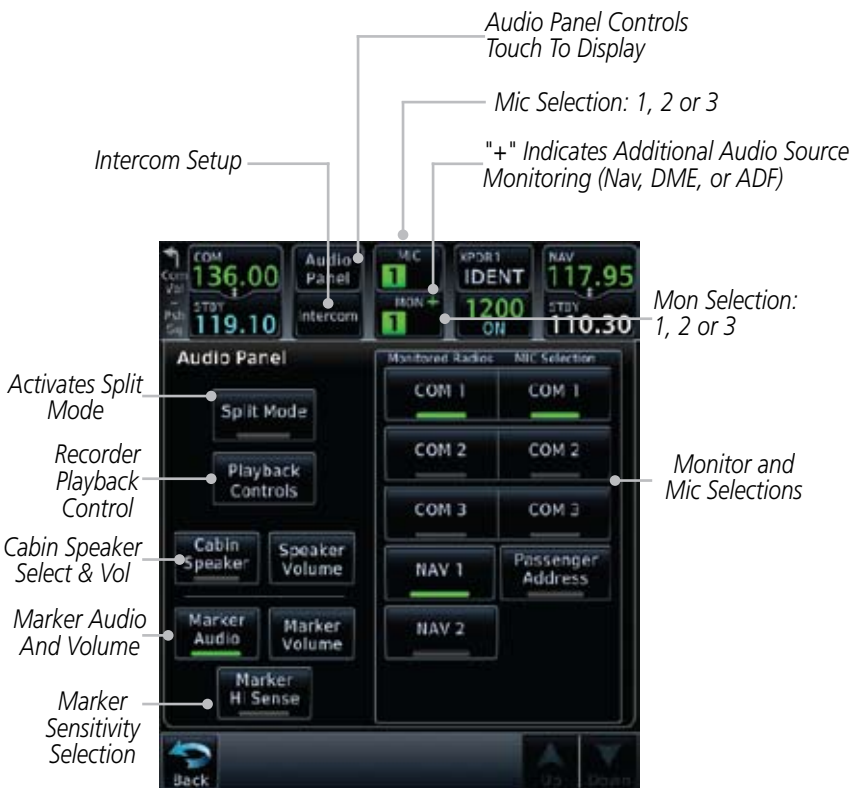 Audio Panel Controls
Touch To Display
Mic Selection: 1, 2 or 3
"+" Indicates Additional Audio Source
Monitoring (Nav, DME, or ADF)
Intercom Setup
COM
136.00
Audio
Panel
MIC
1
XPDR1
IDENT
NAV
117.95
Com
Vol
Psh
Sq
STBY
119.10
Intercom
MON +
1
1200
ON
STBY
110.30
Mon Selection:
1, 2 or 3
Audio Panel
Monitored Radios
MIC Selection
Activates Split
Mode
Split Mode
COM 1
COM 1
Recorder
Playback
Control
Playback
Controls
COM 2
COM 2
Monitor and
Mic Selections
COM 3
COM 3
Cabin Speaker
Select & Vol
Cabin
Speaker
Speaker
Volume
NAV 1
Passenger
Address
Marker Audio
And Volume
Marker
Audio
Marker
Volume
NAV 2
Marker
Sensitivity
Selection
Marker
HI Sense
Back
Up
Down